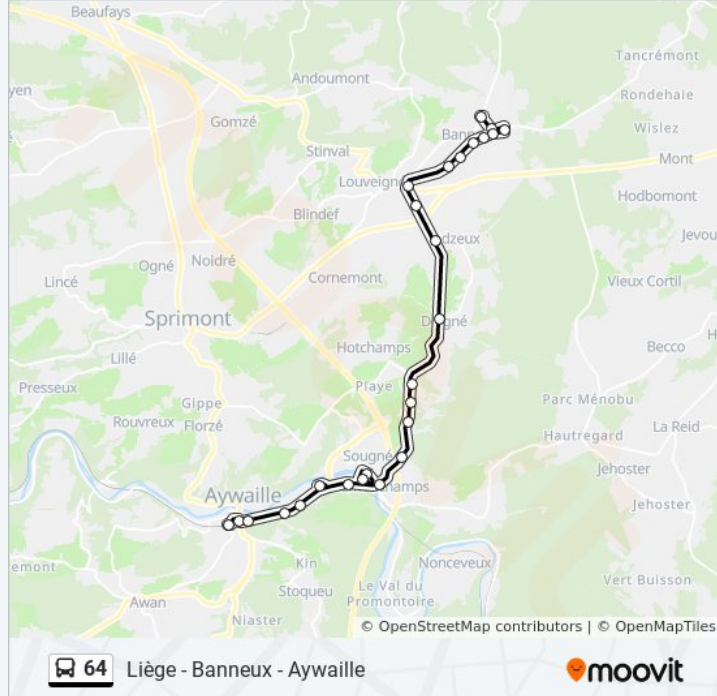 Beaufays
Tancrémont
Andoumont
Rondehaie
Gomzé
Wislez
Stinval
Mont
Louveigné
Hodbomont
Blindef
Ogné
Noidré
Cornemont
Lincé
Vieux Cortil
Sprimont
Hotchamps
Becco
Lillé
Presseux
Playe
Gippe
Parc Ménobu
Rouvreux
Florzé
La Reid
Hautregard
Sougné
Jehoster
Aywaille
champs
Jehoster
Kin
Nonceveux
Stoqueu
Le Val du
Promontoire
Vert Buisson
Awan
Niaster
© OpenStreetMap contributors | © OpenMapTiles
64 Liège - Banneux - Aywaille
moovit